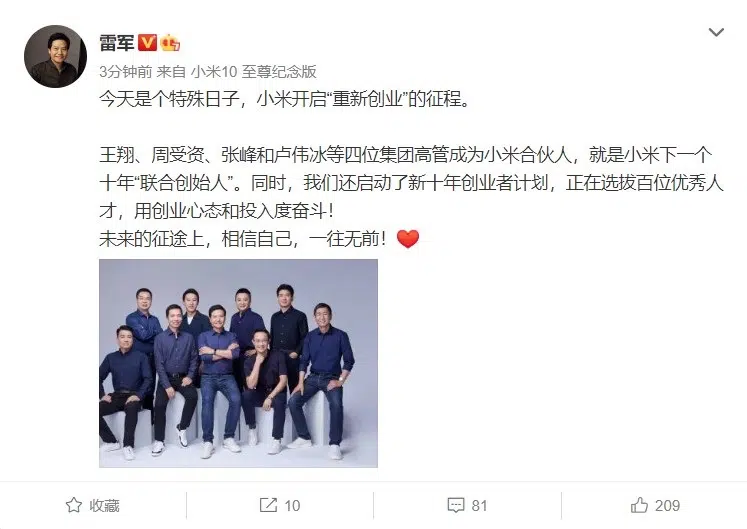 雷军
3分钟前 来自 小米10 至尊纪念版
今天是个特殊日子，小米开启“重新创业”的征程。
王翔、周受资、张峰和卢伟冰等四位集团高管成为小米合伙人，就是小米下一个
十年“联合创始人”。同时，我们还启动了新十年创业者计划，正在选拔百位优秀人
才，用创业心态和投入度奋斗！
未来的征途上，相信自己，一往无前！
收藏
10
81
209